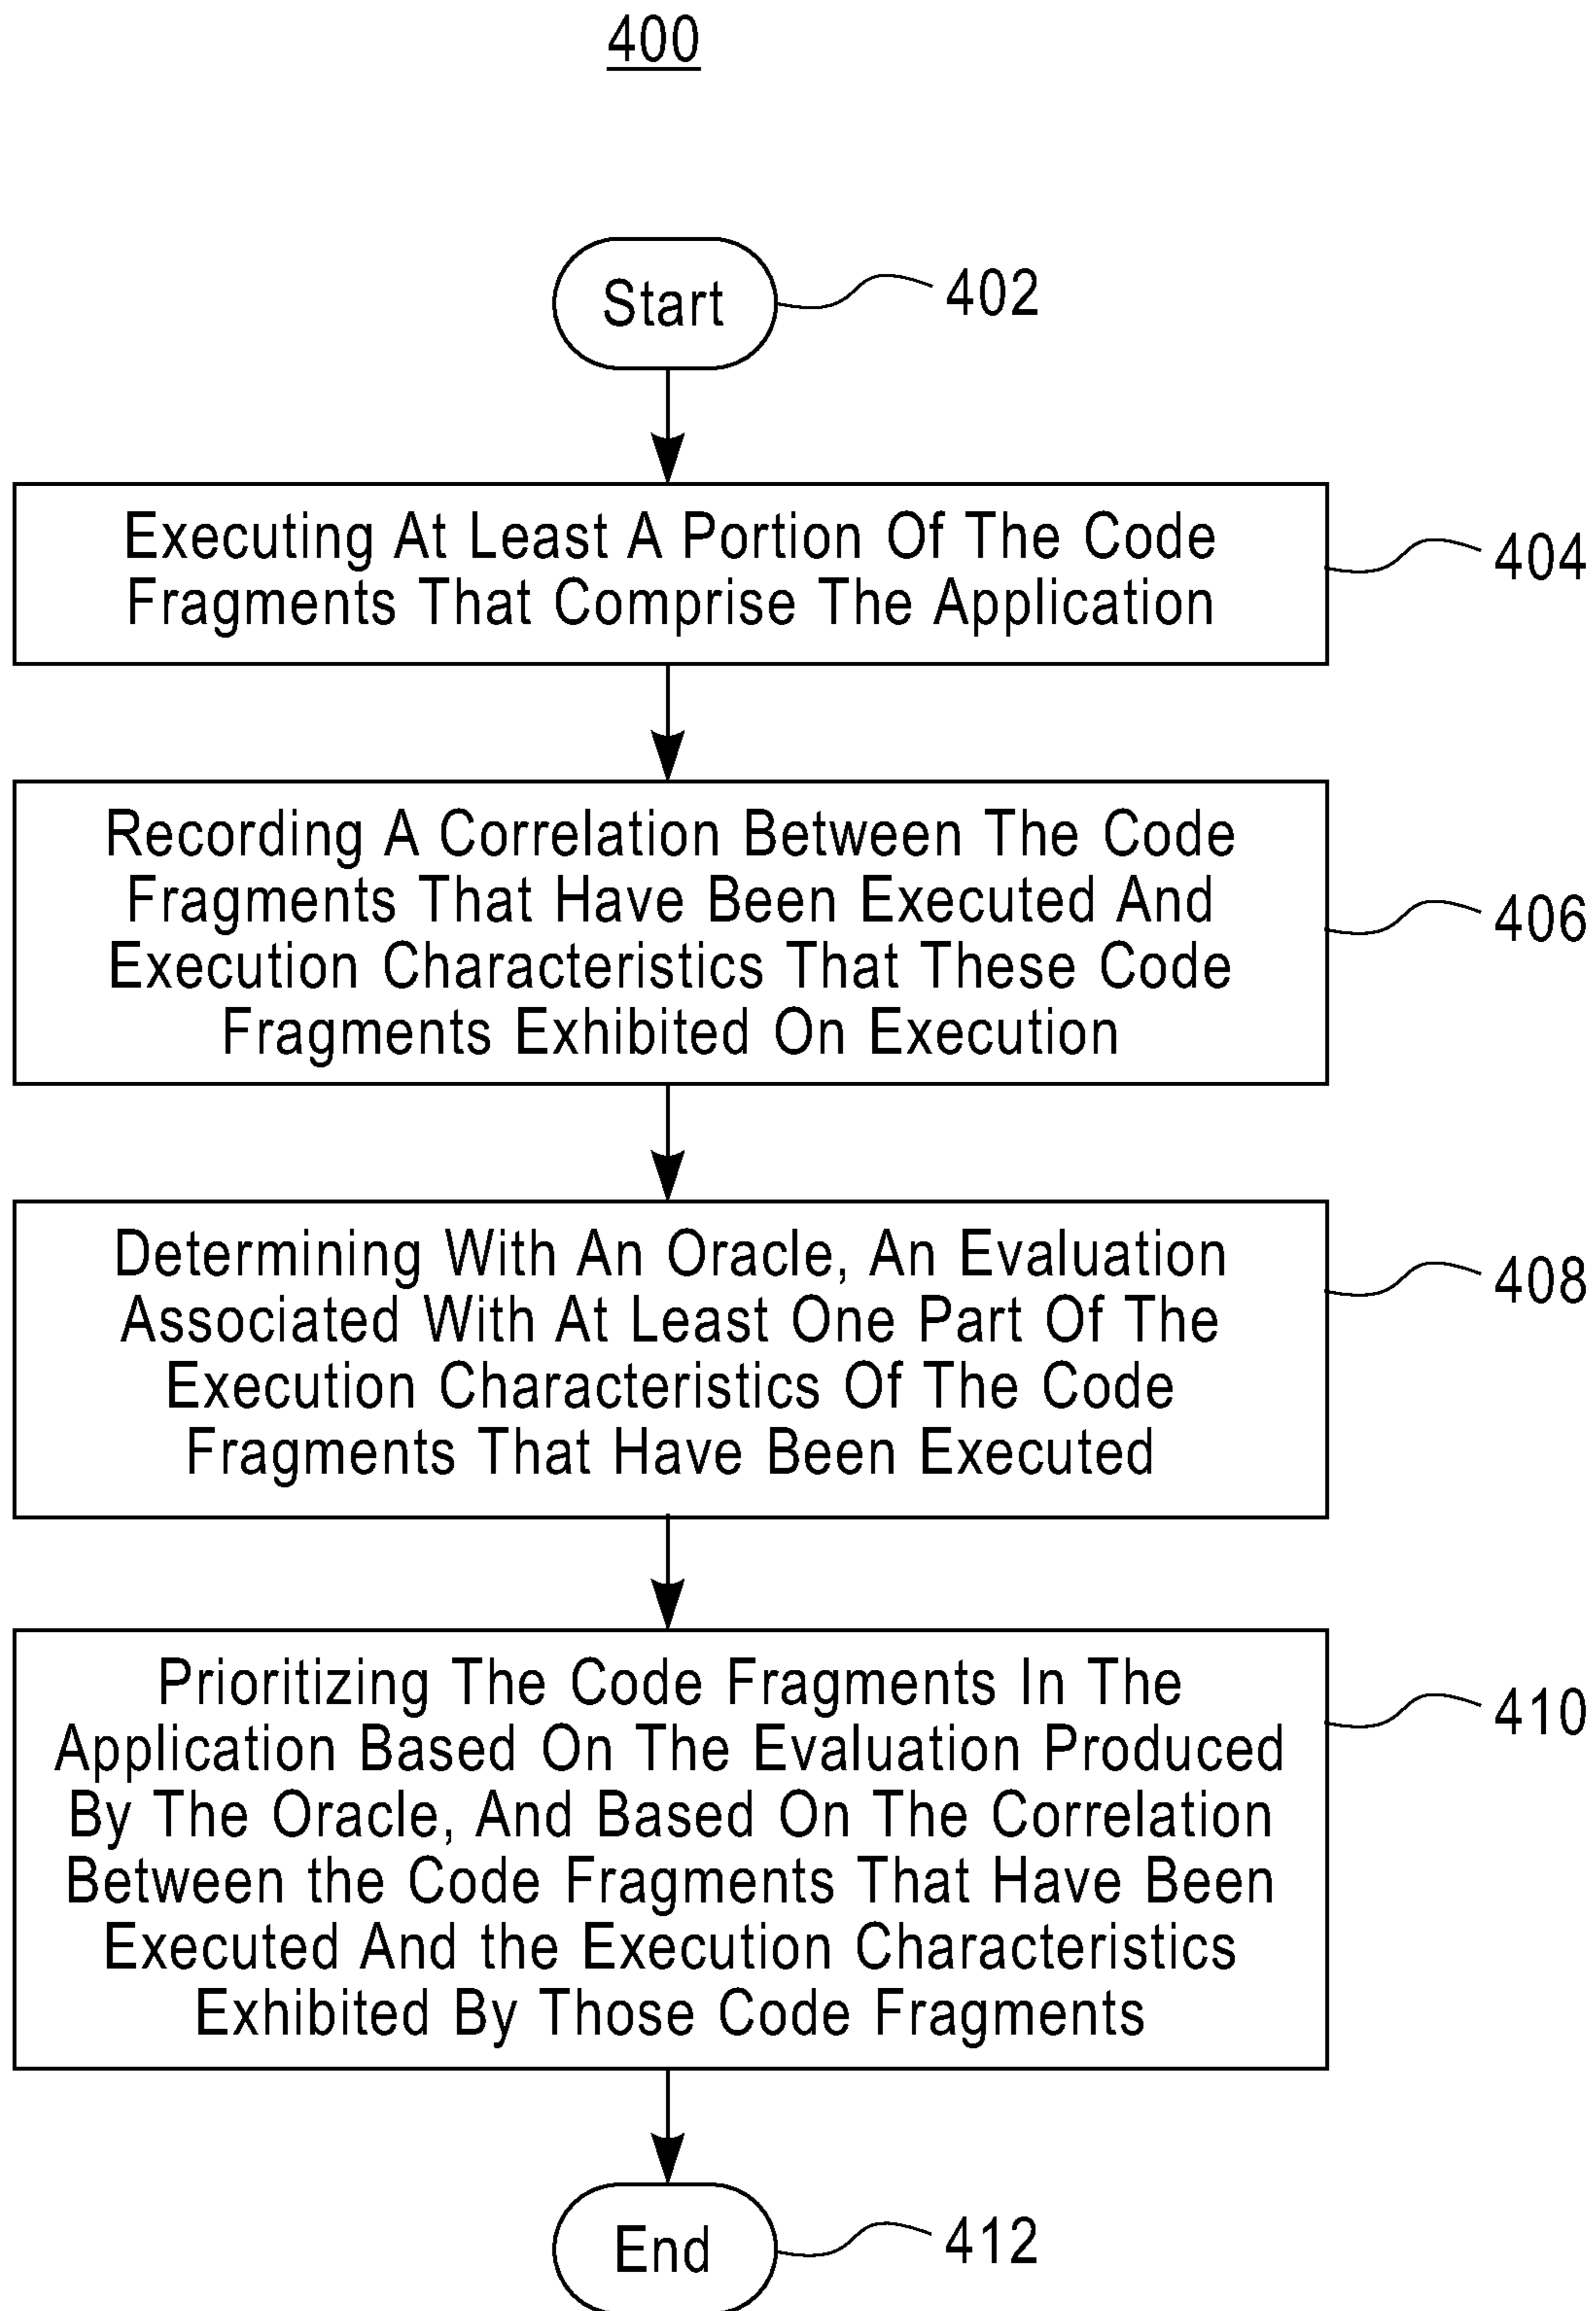 400
Start
402
Executing At Least A Portion Of The Code
Fragments That Comprise The Application
404
Recording A Correlation Between The Code
Fragments That Have Been Executed And
Execution Characteristics That These Code
Fragments Exhibited On Execution
406
Determining With An Oracle, An Evaluation
Associated With At Least One Part Of The
Execution Characteristics Of The Code
Fragments That Have Been Executed
408
Prioritizing The Code Fragments In The
Application Based On The Evaluation Produced
By The Oracle, And Based On The Correlation
Between the Code Fragments That Have Been
Executed And the Execution Characteristics
Exhibited By Those Code Fragments
410
End
412